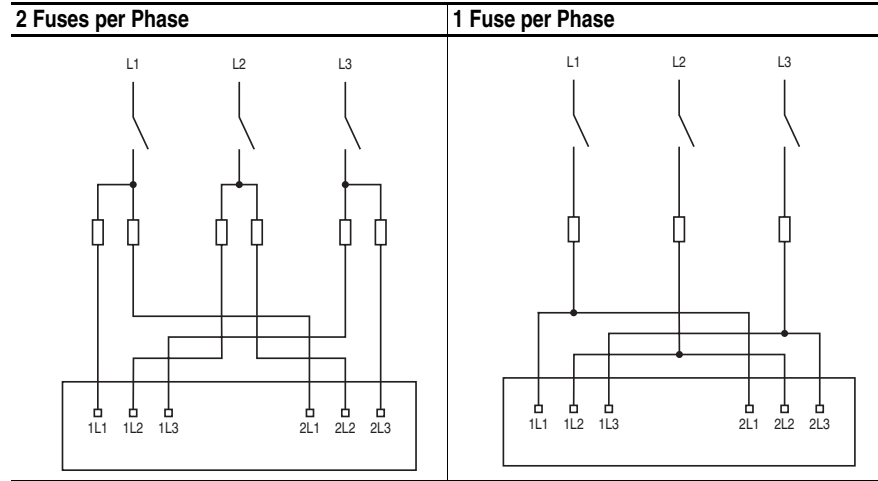 2 Fuses per Phase
1 Fuse per Phase
L1 L2 L3
L1 L2 L3
1L1 1L2 1L3 2L1 2L2 2L3
1L1 1L2 1L3 2L1 2L2 2L3